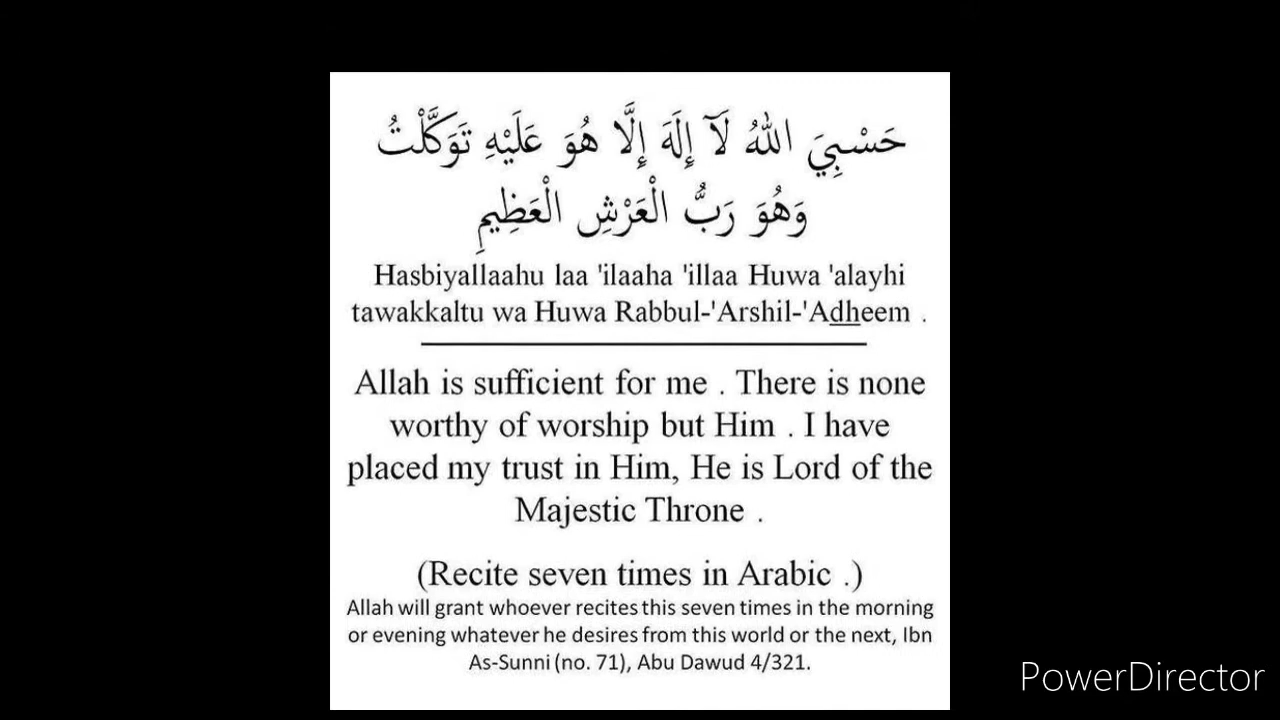 حَسْبِيَ اللهُ لَآ إِلَهَ إِلَّا هُوَ عَلَيْهِ تَوَكَّلْتُ
وَهُوَ رَبُّ الْعَرْشِ الْعَظِيمِ
Hasbiyallaahu laa 'ilaaha 'illaa Huwa 'alayhi
tawakkaltu wa Huwa Rabbul-'Arshil-'Adheem .
Allah is sufficient for me . There is none
worthy of worship but Him . I have
placed my trust in Him, He is Lord of the
Majestic Throne .
(Recite seven times in Arabic .)
Allah will grant whoever recites this seven times in the morning
or evening whatever he desires from this world or the next, Ibn
As-Sunni (no. 71), Abu Dawud 4/321.
PowerDirector